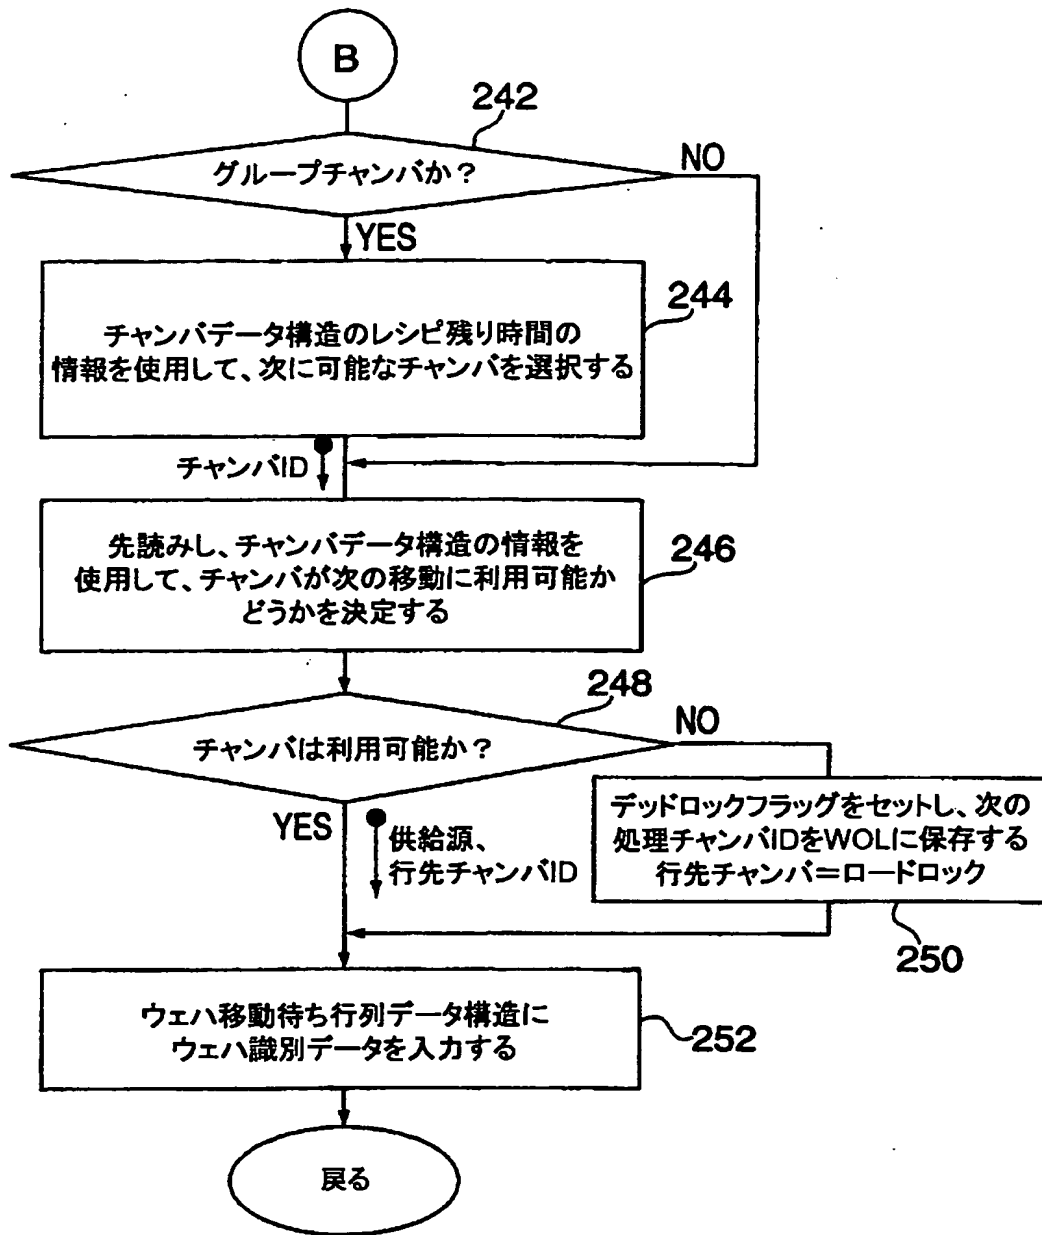 B
242
グループチャンバか？
NO
YES
244
チャンバデータ構造のレシピ残り時間の
情報を使用して、次に可能なチャンバを選択する
チャンバID
先読みし、チャンバデータ構造の情報を
使用して、チャンバが次の移動に利用可能か
どうかを決定する
246
248
チャンバは利用可能か？
NO
YES
供給源、
行先チャンバID
デッドロックフラッグをセットし、次の
処理チャンバIDをWOLに保存する
行先チャンバ＝ロードロック
250
ウェハ移動待ち行列データ構造に
ウェハ識別データを入力する
252
戻る